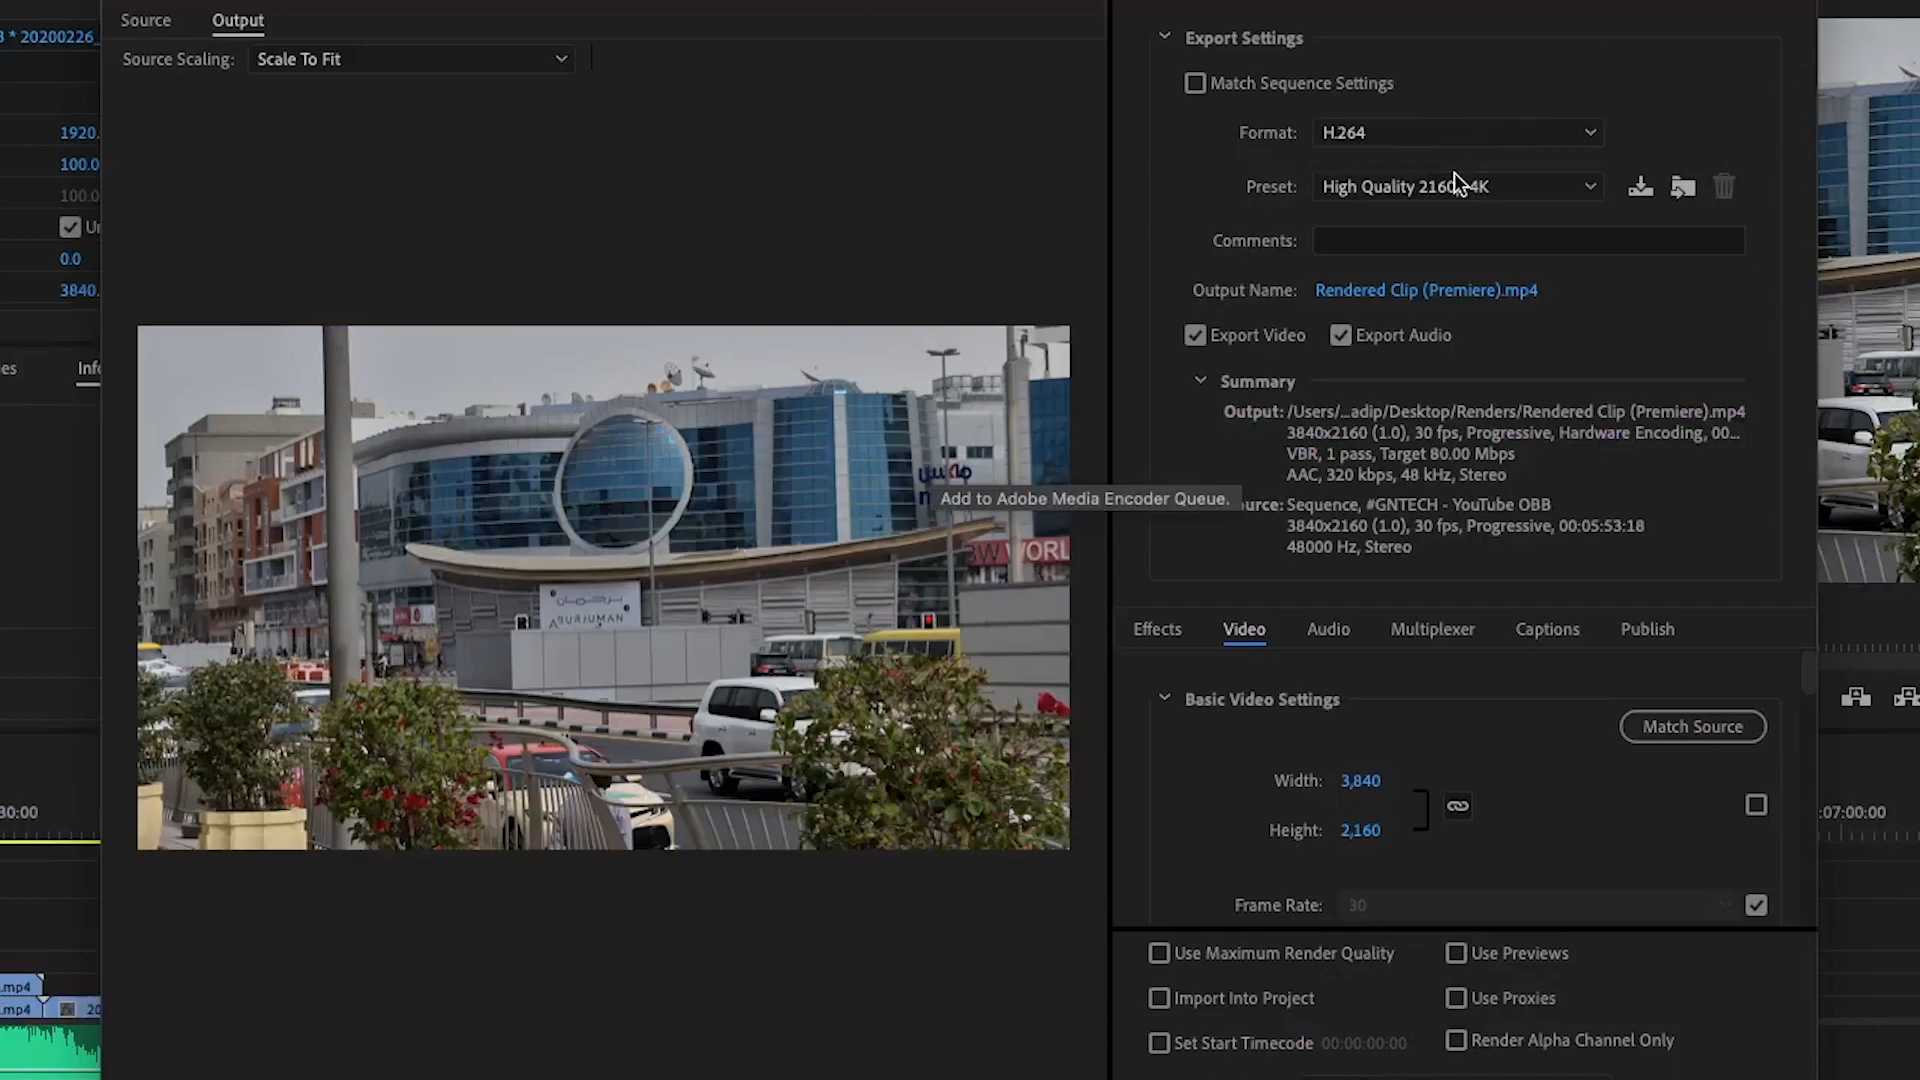 Source
Output
Source Scaling:
Scale To Fit
* 20200226_
1920.
100.0
100.0
0.0
3840.
Export Settings
Match Sequence Settings
Format:
H.264
Preset:
High Quality 2160 4K
Comments:
Output Name:
Rendered Clip (Premiere).mp4
Export Video
Export Audio
Summary
Output: /Users/...adip/Desktop/Renders/Rendered Clip (Premiere).mp4
3840x2160 (1.0), 30 fps, Progressive, Hardware Encoding, 00...
VBR, 1 pass, Target 80.00 Mbps
AAC, 320 kbps, 48 kHz, Stereo
Add to Adobe Media Encoder Queue.
ource: Sequence, #GNTECH - YouTube OBB
3840x2160 (1.0), 30 fps, Progressive, 00:05:53:18
48000 Hz, Stereo
ماكس
WORL
برجمان
BURJUMAN
Effects
Video
Audio
Multiplexer
Captions
Publish
Basic Video Settings
Match Source
Width:
3,840
Height:
2,160
Frame Rate:
30
Use Maximum Render Quality
Use Previews
Import Into Project
Use Proxies
Set Start Timecode
00:00:00:00
Render Alpha Channel Only
30:00
:07:00:00
.mp4
.mp4
20